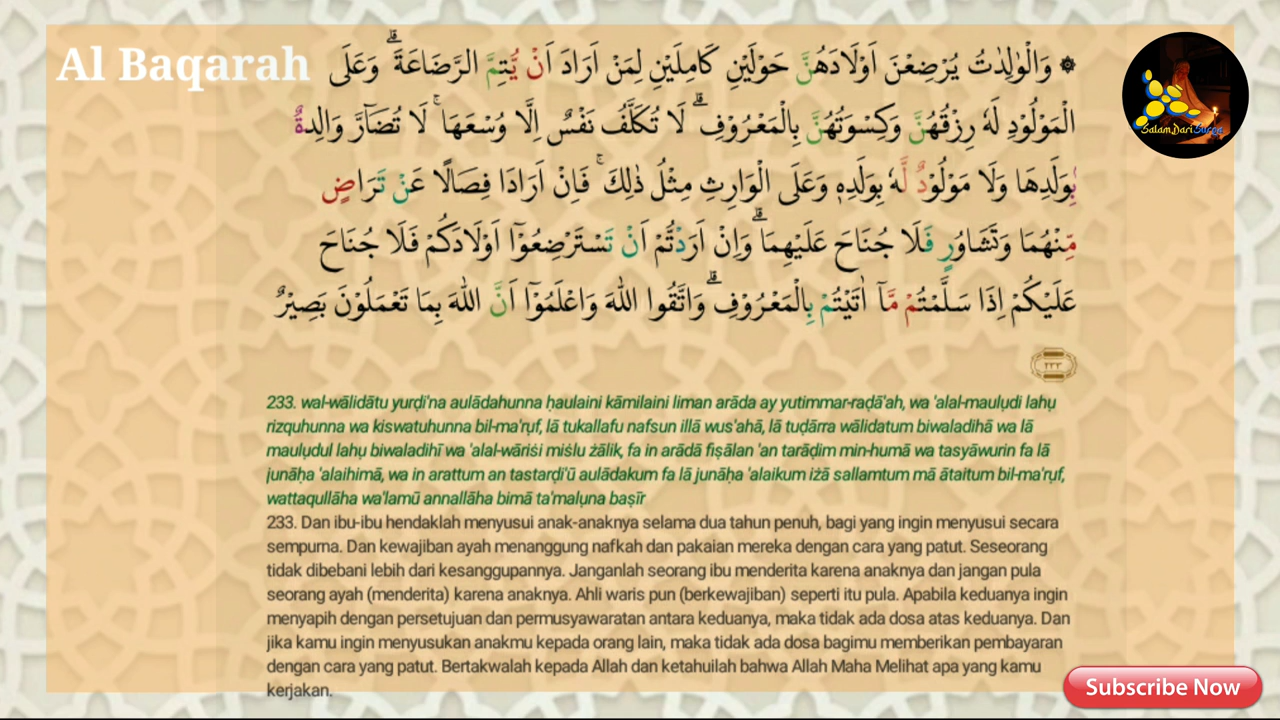 Al Baqarah
۞ وَالْوٰلِدٰتُ يُرْضِعْنَ اَوْلَادَهُنَّ حَوْلَيْنِ كَامِلَيْنِ لِمَنْ اَرَادَ اَنْ يُّتِمَّ الرَّضَاعَةَ ۗ وَعَلَى
الْمَوْلُوْدِ لَهٗ رِزْقُهُنَّ وَكِسْوَتُهُنَّ بِالْمَعْرُوْفِ ۗ لَا تُكَلَّفُ نَفْسٌ اِلَّا وُسْعَهَا ۚ لَا تُضَاۤرَّ وَالِدَةٌ ۢ
بِوَلَدِهَا وَلَا مَوْلُوْدٌ لَّهٗ بِوَلَدِهٖ وَعَلَى الْوَارِثِ مِثْلُ ذٰلِكَ ۚ فَاِنْ اَرَادَا فِصَالًا عَنْ تَرَاضٍ
مِّنْهُمَا وَتَشَاوُرٍ فَلَا جُنَاحَ عَلَيْهِمَا ۗ وَاِنْ اَرَدْتُّمْ اَنْ تَسْتَرْضِعُوْٓا اَوْلَادَكُمْ فَلَا جُنَاحَ
عَلَيْكُمْ اِذَا سَلَّمْتُمْ مَّآ اٰتَيْتُمْ بِالْمَعْرُوْفِ ۗ وَاتَّقُوا اللّٰهَ وَاعْلَمُوْٓا اَنَّ اللّٰهَ بِمَا تَعْمَلُوْنَ بَصِيْرٌ
٢٣٣
SalamDariSurga
233. wal-wālidātu yurḍi'na aulādahunna ḥaulaini kāmilaini liman arāda ay yutimmar-raḍā'ah, wa 'alal-maulụdi lahụ
rizquhunna wa kiswatuhunna bil-ma'rụf, lā tukallafu nafsun illā wus'ahā, lā tuḍārra wālidatum biwaladihā wa lā
maulụdul lahụ biwaladihī wa 'alal-wāriṡi miṡlu żālik, fa in arādā fiṣālan 'an tarāḍim min-humā wa tasyāwurin fa lā
junāḥa 'alaihimā, wa in arattum an tastarḍi'ū aulādakum fa lā junāḥa 'alaikum iżā sallamtum mā ātaitum bil-ma'rụf,
wattaqullāha wa'lamū annallāha bimā ta'malụna baṣīr
233. Dan ibu-ibu hendaklah menyusui anak-anaknya selama dua tahun penuh, bagi yang ingin menyusui secara
sempurna. Dan kewajiban ayah menanggung nafkah dan pakaian mereka dengan cara yang patut. Seseorang
tidak dibebani lebih dari kesanggupannya. Janganlah seorang ibu menderita karena anaknya dan jangan pula
seorang ayah (menderita) karena anaknya. Ahli waris pun (berkewajiban) seperti itu pula. Apabila keduanya ingin
menyapih dengan persetujuan dan permusyawaratan antara keduanya, maka tidak ada dosa atas keduanya. Dan
jika kamu ingin menyusukan anakmu kepada orang lain, maka tidak ada dosa bagimu memberikan pembayaran
dengan cara yang patut. Bertakwalah kepada Allah dan ketahuilah bahwa Allah Maha Melihat apa yang kamu
kerjakan.
Subscribe Now